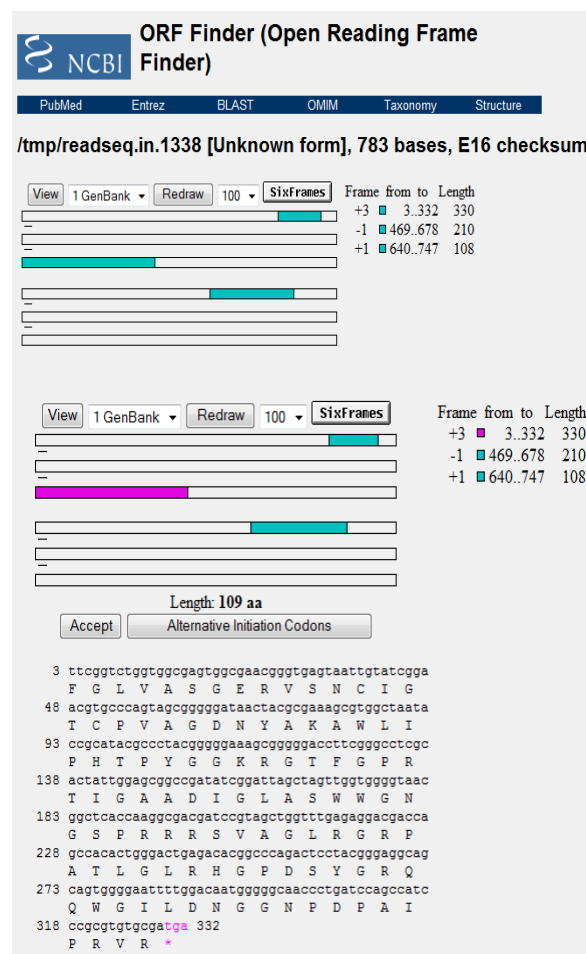 NCBI
ORF Finder (Open Reading Frame
Finder)
PubMed Entrez BLAST OMIM Taxonomy Structure
/tmp/readseq.in.1338 [Unknown form], 783 bases, E16 checksum
View 1 GenBank Redraw 100 SixFrames Frame from to Length
+3 3..332 330
-1 469..678 210
+1 640..747 108
View 1 GenBank Redraw 100 SixFrames Frame from to Length
+3 3..332 330
-1 469..678 210
+1 640..747 108
Length: 109 aa
Accept Alternative Initiation Codons
3 ttcggtctggtggcgagtggcgaacgggtgagtaattgtatcgga
F G L V A S G E R V S N C I G
48 acgtgcccagtagcgggggataactacgcgaaagcgtggctaata
T C P V A G D N Y A K A W L I
93 ccgcatacgccctacgggggaaagcgggggaccttcgggcctcgc
P H T P Y G G K R G T F G P R
138 actattggagcggccgatatcggattagctagttggtggggtaac
T I G A A D I G L A S W W G N
183 ggctcaccaaggcgacgatccgtagctggtttgagaggacgacca
G S P R R R S V A G L R G R P
228 gccacactgggactgagacacggcccagactcctacgggaggcag
A T L G L R H G P D S Y G R Q
273 cagtggggaattttggacaatgggggcaaccctgatccagccatc
Q W G I L D N G G N P D P A I
318 ccgcgtgtgcgatga 332
P R V R *